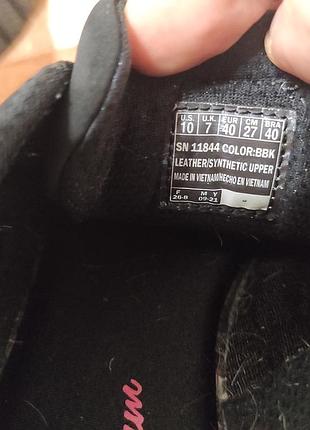 U.S. U.K. EUR CM BRA
10 7 40 27 40
SN 11844 COLOR:BBK
LEATHER/SYNTHETIC UPPER
MADE IN VIETNAM/HECHO EN VIETNAM
F M Y
26-B 09-21